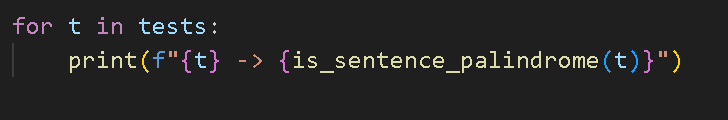 for t in tests:
    print(f"{t} -> {is_sentence_palindrome(t)}")